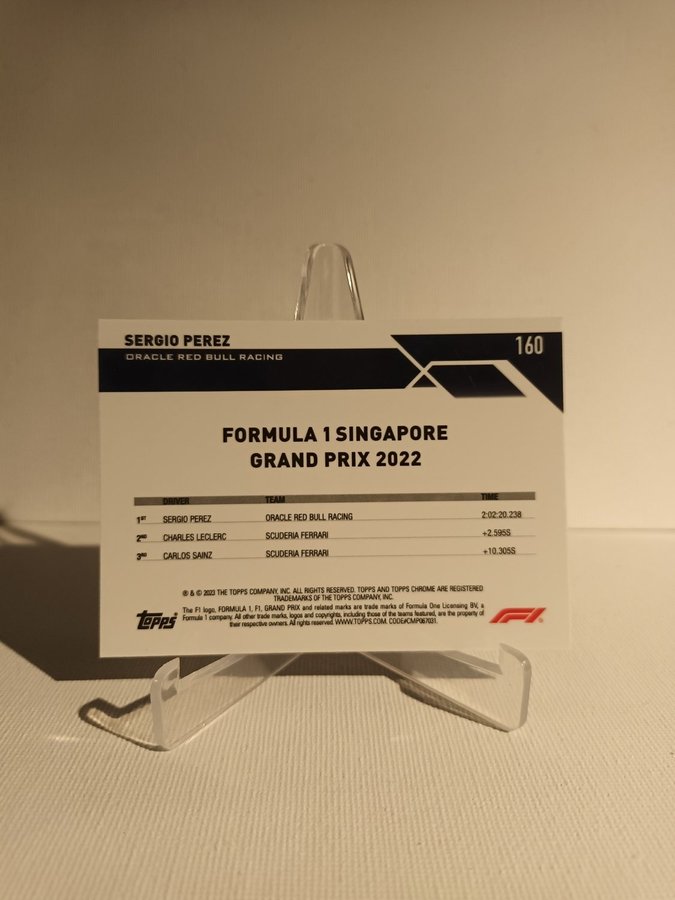 SERGIO PEREZ
160
ORACLE RED BULL RACING
FORMULA 1 SINGAPORE
GRAND PRIX 2022
DRIVER TEAM TIME
1ST SERGIO PEREZ ORACLE RED BULL RACING 2:02:20.238
2ND CHARLES LECLERC SCUDERIA FERRARI +2.595S
3RD CARLOS SAINZ SCUDERIA FERRARI +10.305S
® & © 2023 THE TOPPS COMPANY, INC. ALL RIGHTS RESERVED. TOPPS AND TOPPS CHROME ARE REGISTERED
TRADEMARKS OF THE TOPPS COMPANY, INC.
The F1 logo, FORMULA 1, F1, GRAND PRIX and related marks are trade marks of Formula One Licensing BV, a
Formula 1 company. All other trade marks, logos and copyrights, including those of the teams featured, are the property of
their respective owners. All rights reserved. WWW.TOPPS.COM. CODE#CMP067031.
Topps
F1